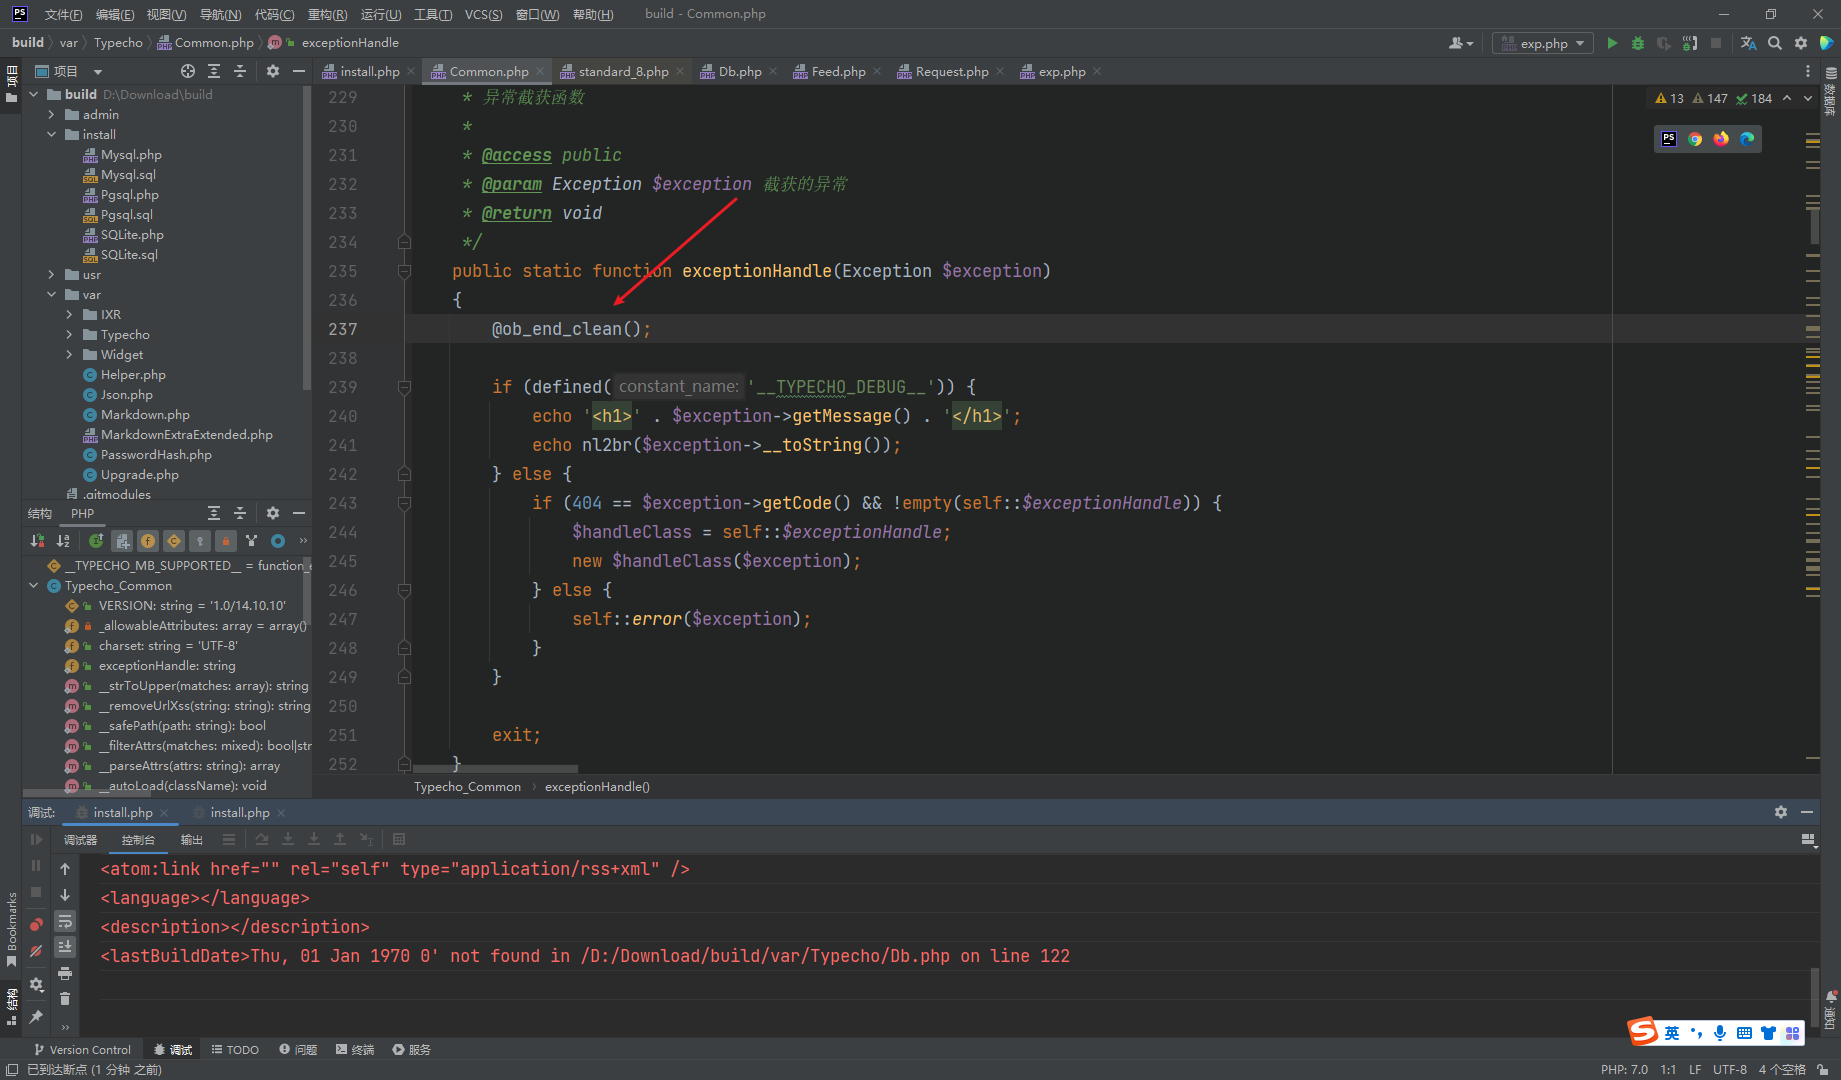 文件(F) 编辑(E) 视图(V) 导航(N) 代码(C) 重构(R) 运行(U) 工具(T) VCS(S) 窗口(W) 帮助(H) build - Common.php
build var Typecho Common.php exceptionHandle exp.php
项目
项目
install.php Common.php standard_8.php Db.php Feed.php Request.php exp.php
build D:\Download\build
admin
install
Mysql.php
Mysql.sql
Pgsql.php
Pgsql.sql
SQLite.php
SQLite.sql
usr
var
IXR
Typecho
Widget
Helper.php
Json.php
Markdown.php
MarkdownExtraExtended.php
PasswordHash.php
Upgrade.php
.gitmodules
结构 PHP
__TYPECHO_MB_SUPPORTED__ = function_e
Typecho_Common
VERSION: string = '1.0/14.10.10'
_allowableAttributes: array = array()
charset: string = 'UTF-8'
exceptionHandle: string
__strToUpper(matches: array): string
__removeUrlXss(string: string): string
__safePath(path: string): bool
__filterAttrs(matches: mixed): bool|str
__parseAttrs(attrs: string): array
__autoLoad(className): void
13 147 184
数据库
229 * 异常截获函数
230 *
231 * @access public
232 * @param Exception $exception 截获的异常
233 * @return void
234 */
235 public static function exceptionHandle(Exception $exception)
236 {
237 @ob_end_clean();
238
239 if (defined( constant_name: '__TYPECHO_DEBUG__')) {
240 echo '<h1>' . $exception->getMessage() . '</h1>';
241 echo nl2br($exception->__toString());
242 } else {
243 if (404 == $exception->getCode() && !empty(self::$exceptionHandle)) {
244 $handleClass = self::$exceptionHandle;
245 new $handleClass($exception);
246 } else {
247 self::error($exception);
248 }
249 }
250
251 exit;
252 }
Typecho_Common exceptionHandle()
调试: install.php install.php
调试器 控制台 输出
<atom:link href="" rel="self" type="application/rss+xml" />
<language></language>
<description></description>
<lastBuildDate>Thu, 01 Jan 1970 0' not found in /D:/Download/build/var/Typecho/Db.php on line 122
Bookmarks
结构
通知
英
Version Control 调试 TODO 问题 终端 服务
已到达断点 (1 分钟 之前) PHP: 7.0 1:1 LF UTF-8 4 个空格